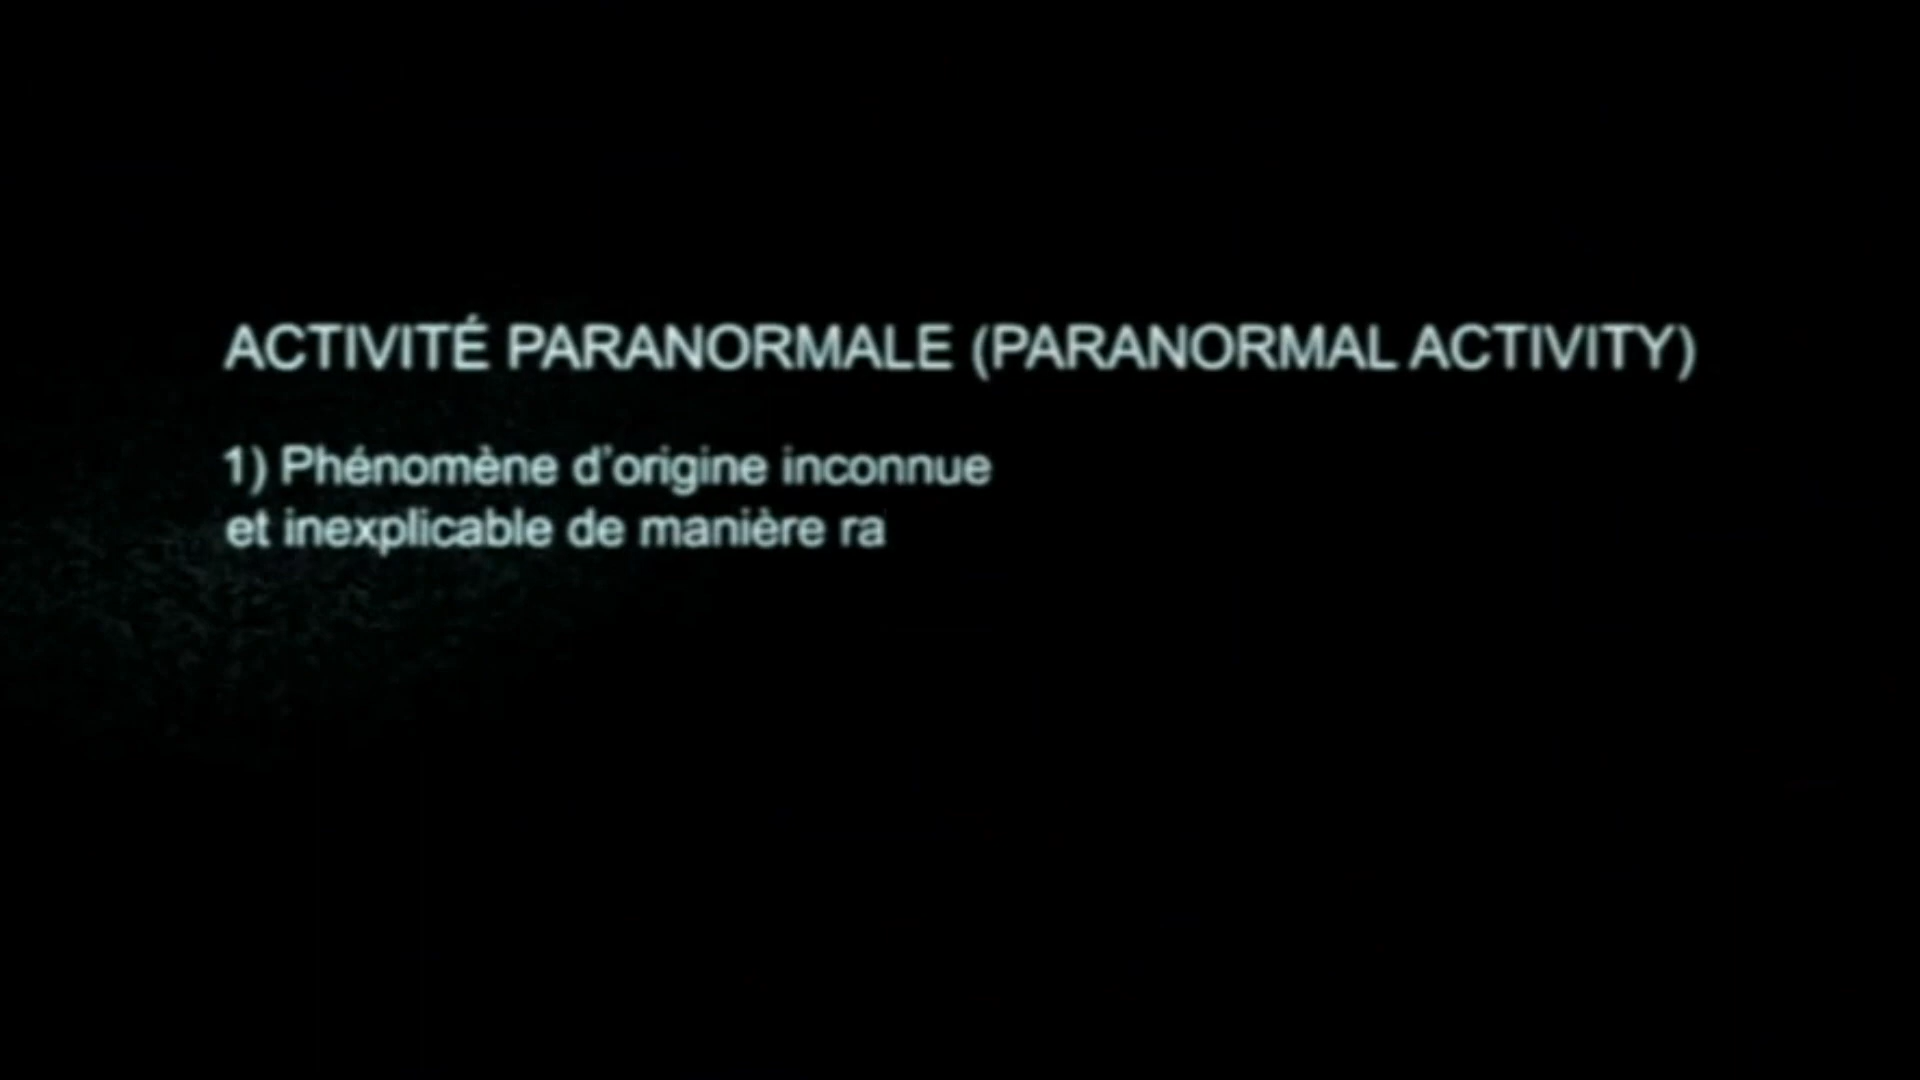 ACTIVITÉ PARANORMALE (PARANORMAL ACTIVITY)
1) Phénomène d'origine inconnue
et inexplicable de manière ra